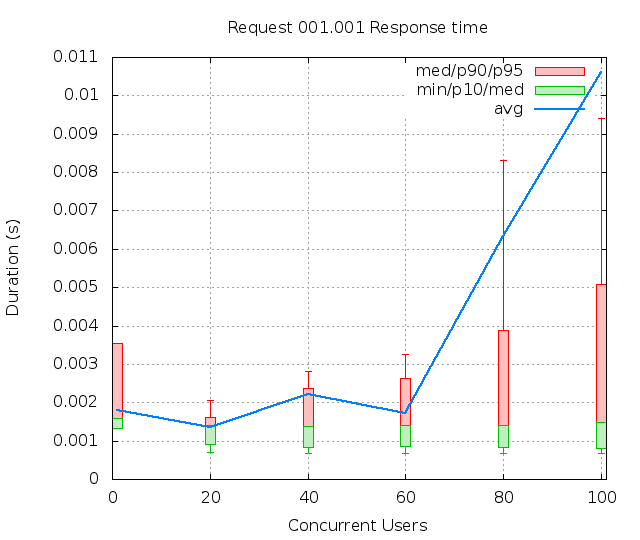 Request 001.001 Response time
0.011
0.01
0.009
0.008
0.007
0.006
0.005
0.004
0.003
0.002
0.001
0
Duration (s)
med/p90/p95
min/p10/med
avg
0 20 40 60 80 100
Concurrent Users